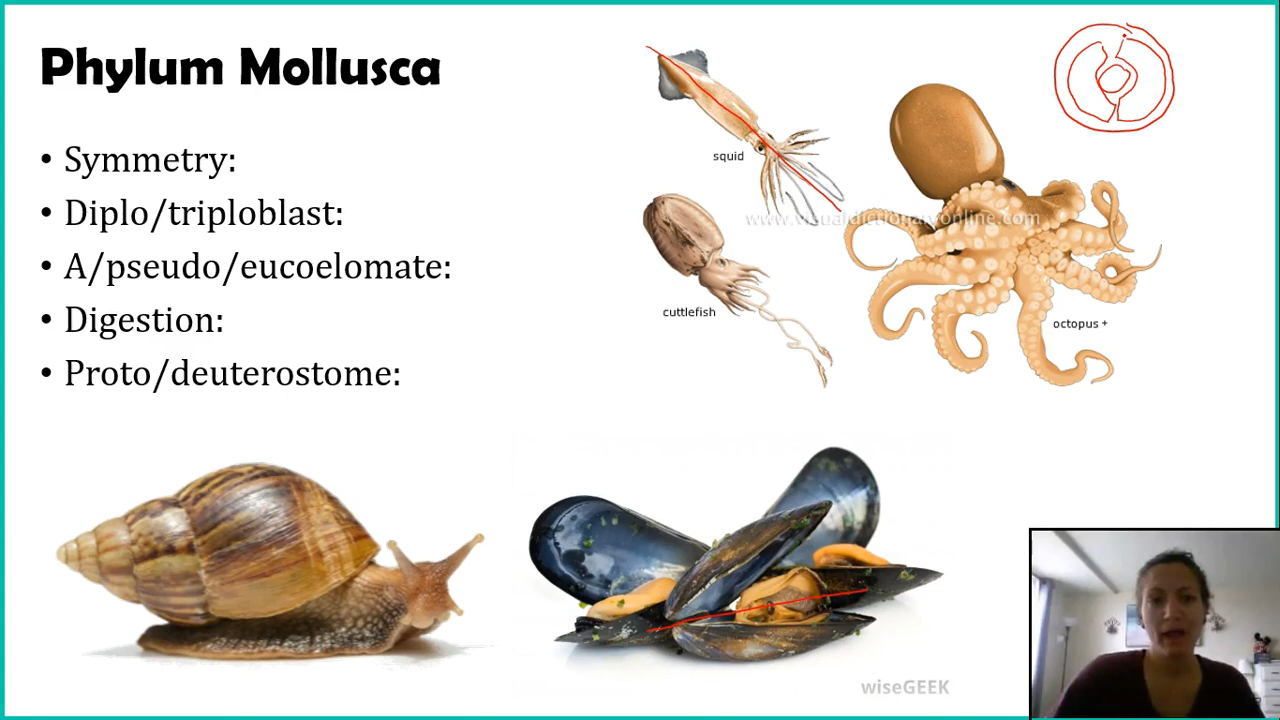 Phylum Mollusca
• Symmetry:
• Diplo/triploblast:
• A/pseudo/eucoelomate:
• Digestion:
• Proto/deuterostome:
squid
www.visualdictionaryonline.com
cuttlefish
octopus +
wiseGEEK